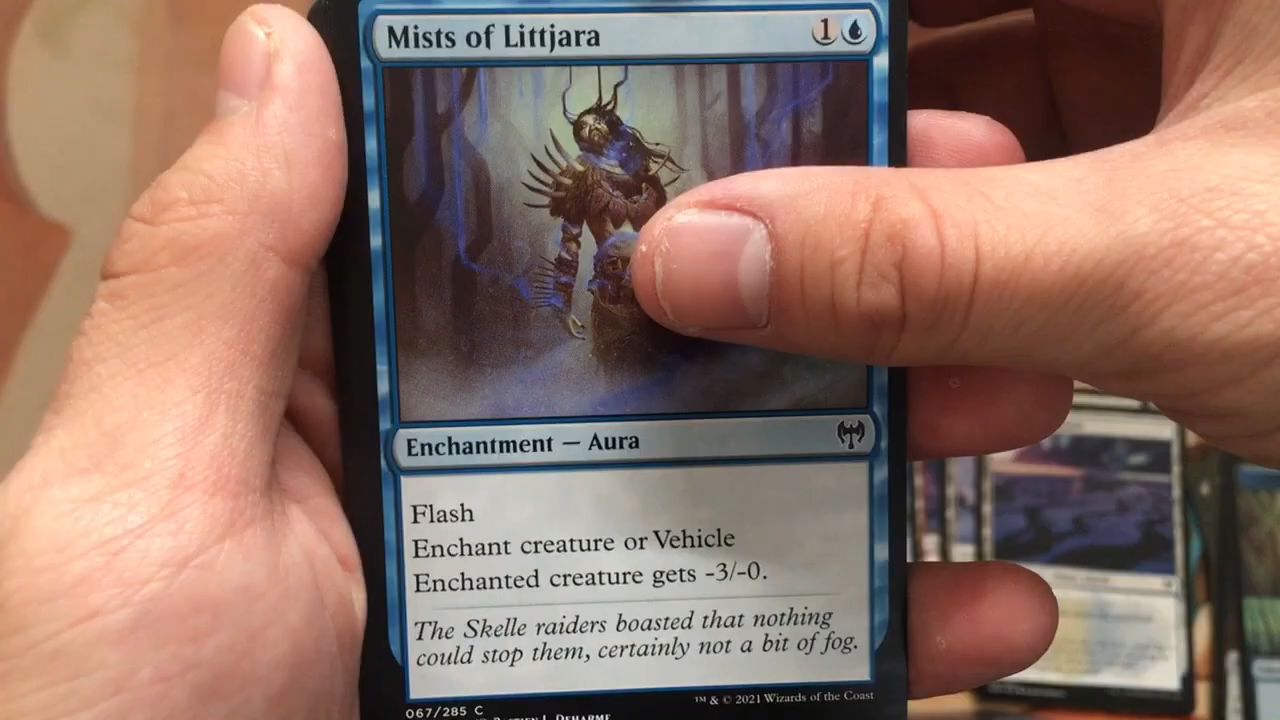 Mists of Littjara 1
Enchantment — Aura
Flash
Enchant creature or Vehicle
Enchanted creature gets -3/-0.
The Skelle raiders boasted that nothing
could stop them, certainly not a bit of fog.
™ & © 2021 Wizards of the Coast
067/285 C